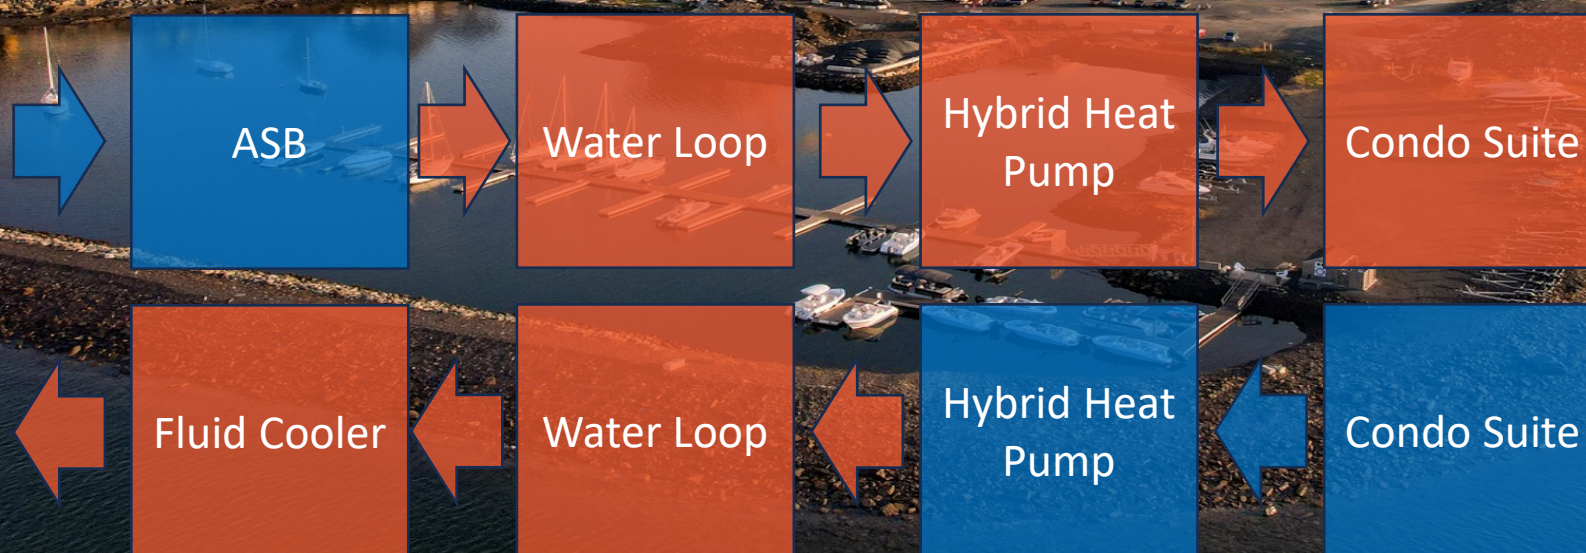 ASB
Water Loop
Hybrid Heat
Pump
Condo Suite
Fluid Cooler
Water Loop
Hybrid Heat
Pump
Condo Suite